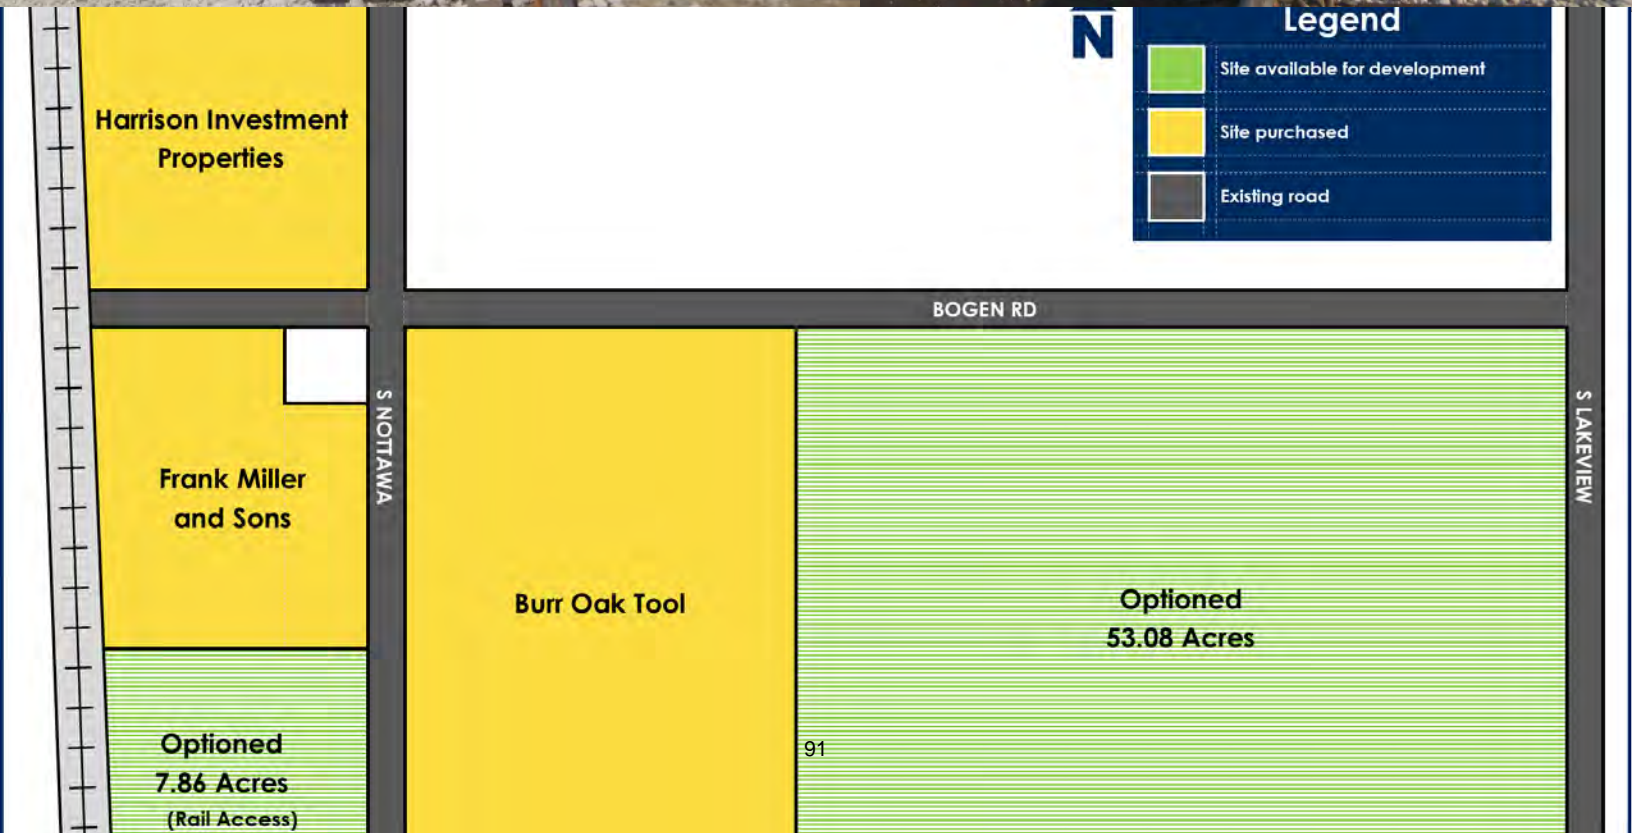 N
Legend
Site available for development
Site purchased
Existing road
Harrison Investment
Properties
BOGEN RD
S NOTTAWA
S LAKEVIEW
Frank Miller
and Sons
Burr Oak Tool
Optioned
53.08 Acres
Optioned
7.86 Acres
(Rail Access)
91